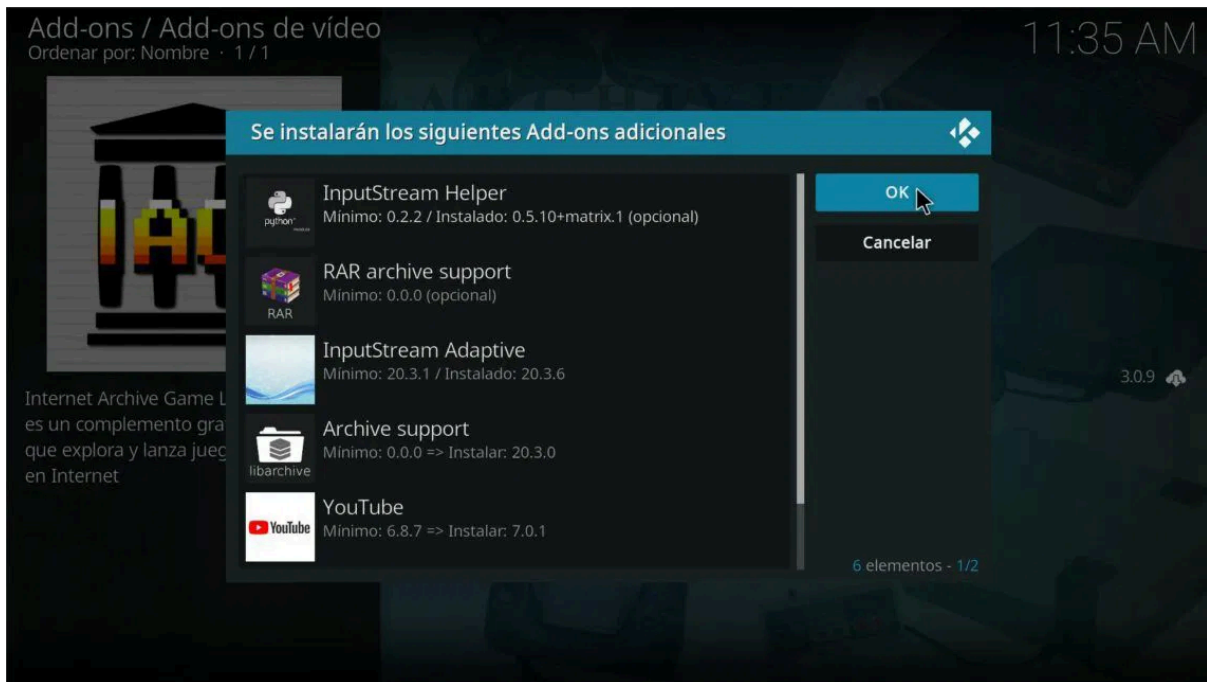 Add-ons / Add-ons de vídeo
Ordenar por: Nombre · 1 / 1
11:35 AM
Se instalarán los siguientes Add-ons adicionales
InputStream Helper
Mínimo: 0.2.2 / Instalado: 0.5.10+matrix.1 (opcional)
python
RAR archive support
Mínimo: 0.0.0 (opcional)
RAR
InputStream Adaptive
Mínimo: 20.3.1 / Instalado: 20.3.6
Archive support
Mínimo: 0.0.0 => Instalar: 20.3.0
libarchive
YouTube
Mínimo: 6.8.7 => Instalar: 7.0.1
YouTube
OK
Cancelar
6 elementos - 1/2
3.0.9
Internet Archive Game L
es un complemento gra
que explora y lanza jueg
en Internet